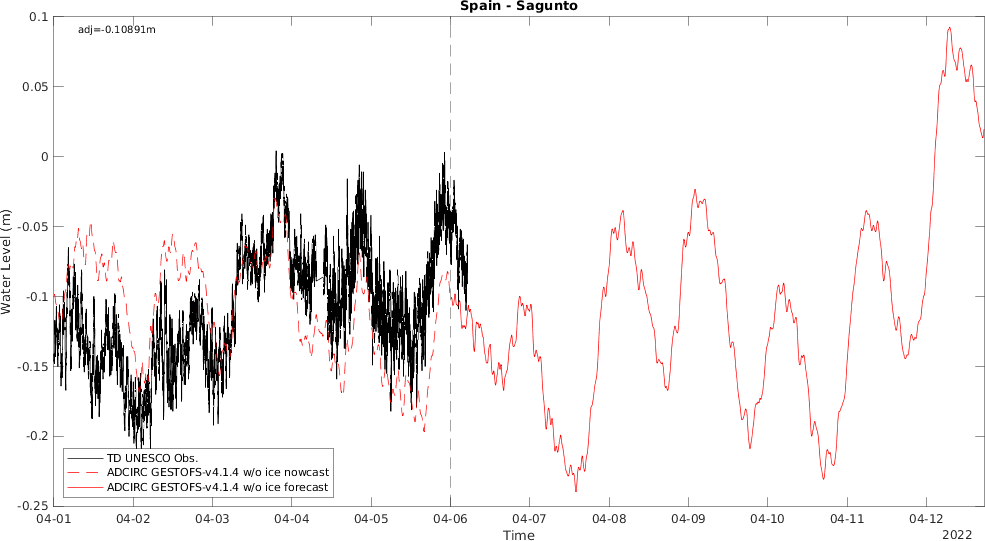 Spain - Sagunto
adj=-0.10891m
0.1
0.05
0
-0.05
-0.1
-0.15
-0.2
-0.25
Water Level (m)
TD UNESCO Obs.
ADCIRC GESTOFS-v4.1.4 w/o ice nowcast
ADCIRC GESTOFS-v4.1.4 w/o ice forecast
04-01 04-02 04-03 04-04 04-05 04-06 04-07 04-08 04-09 04-10 04-11 04-12
Time
2022